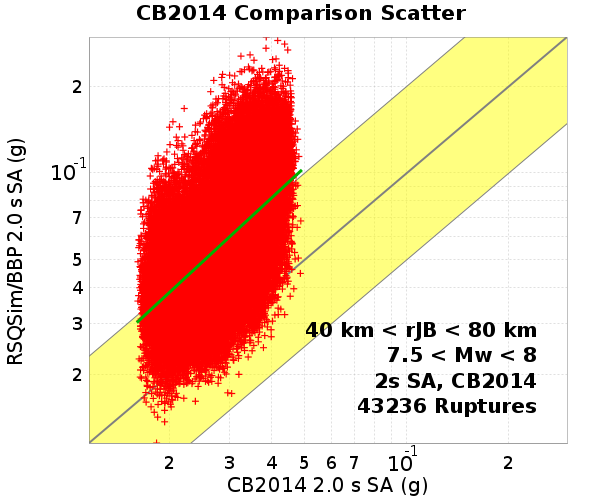 CB2014 Comparison Scatter
RSQSim/BBP 2.0 s SA (g)
2
10⁻¹
7
5
4
3
2
40 km < rJB < 80 km
7.5 < Mw < 8
2s SA, CB2014
43236 Ruptures
2 3 4 5 6 7 10⁻¹ 2
CB2014 2.0 s SA (g)